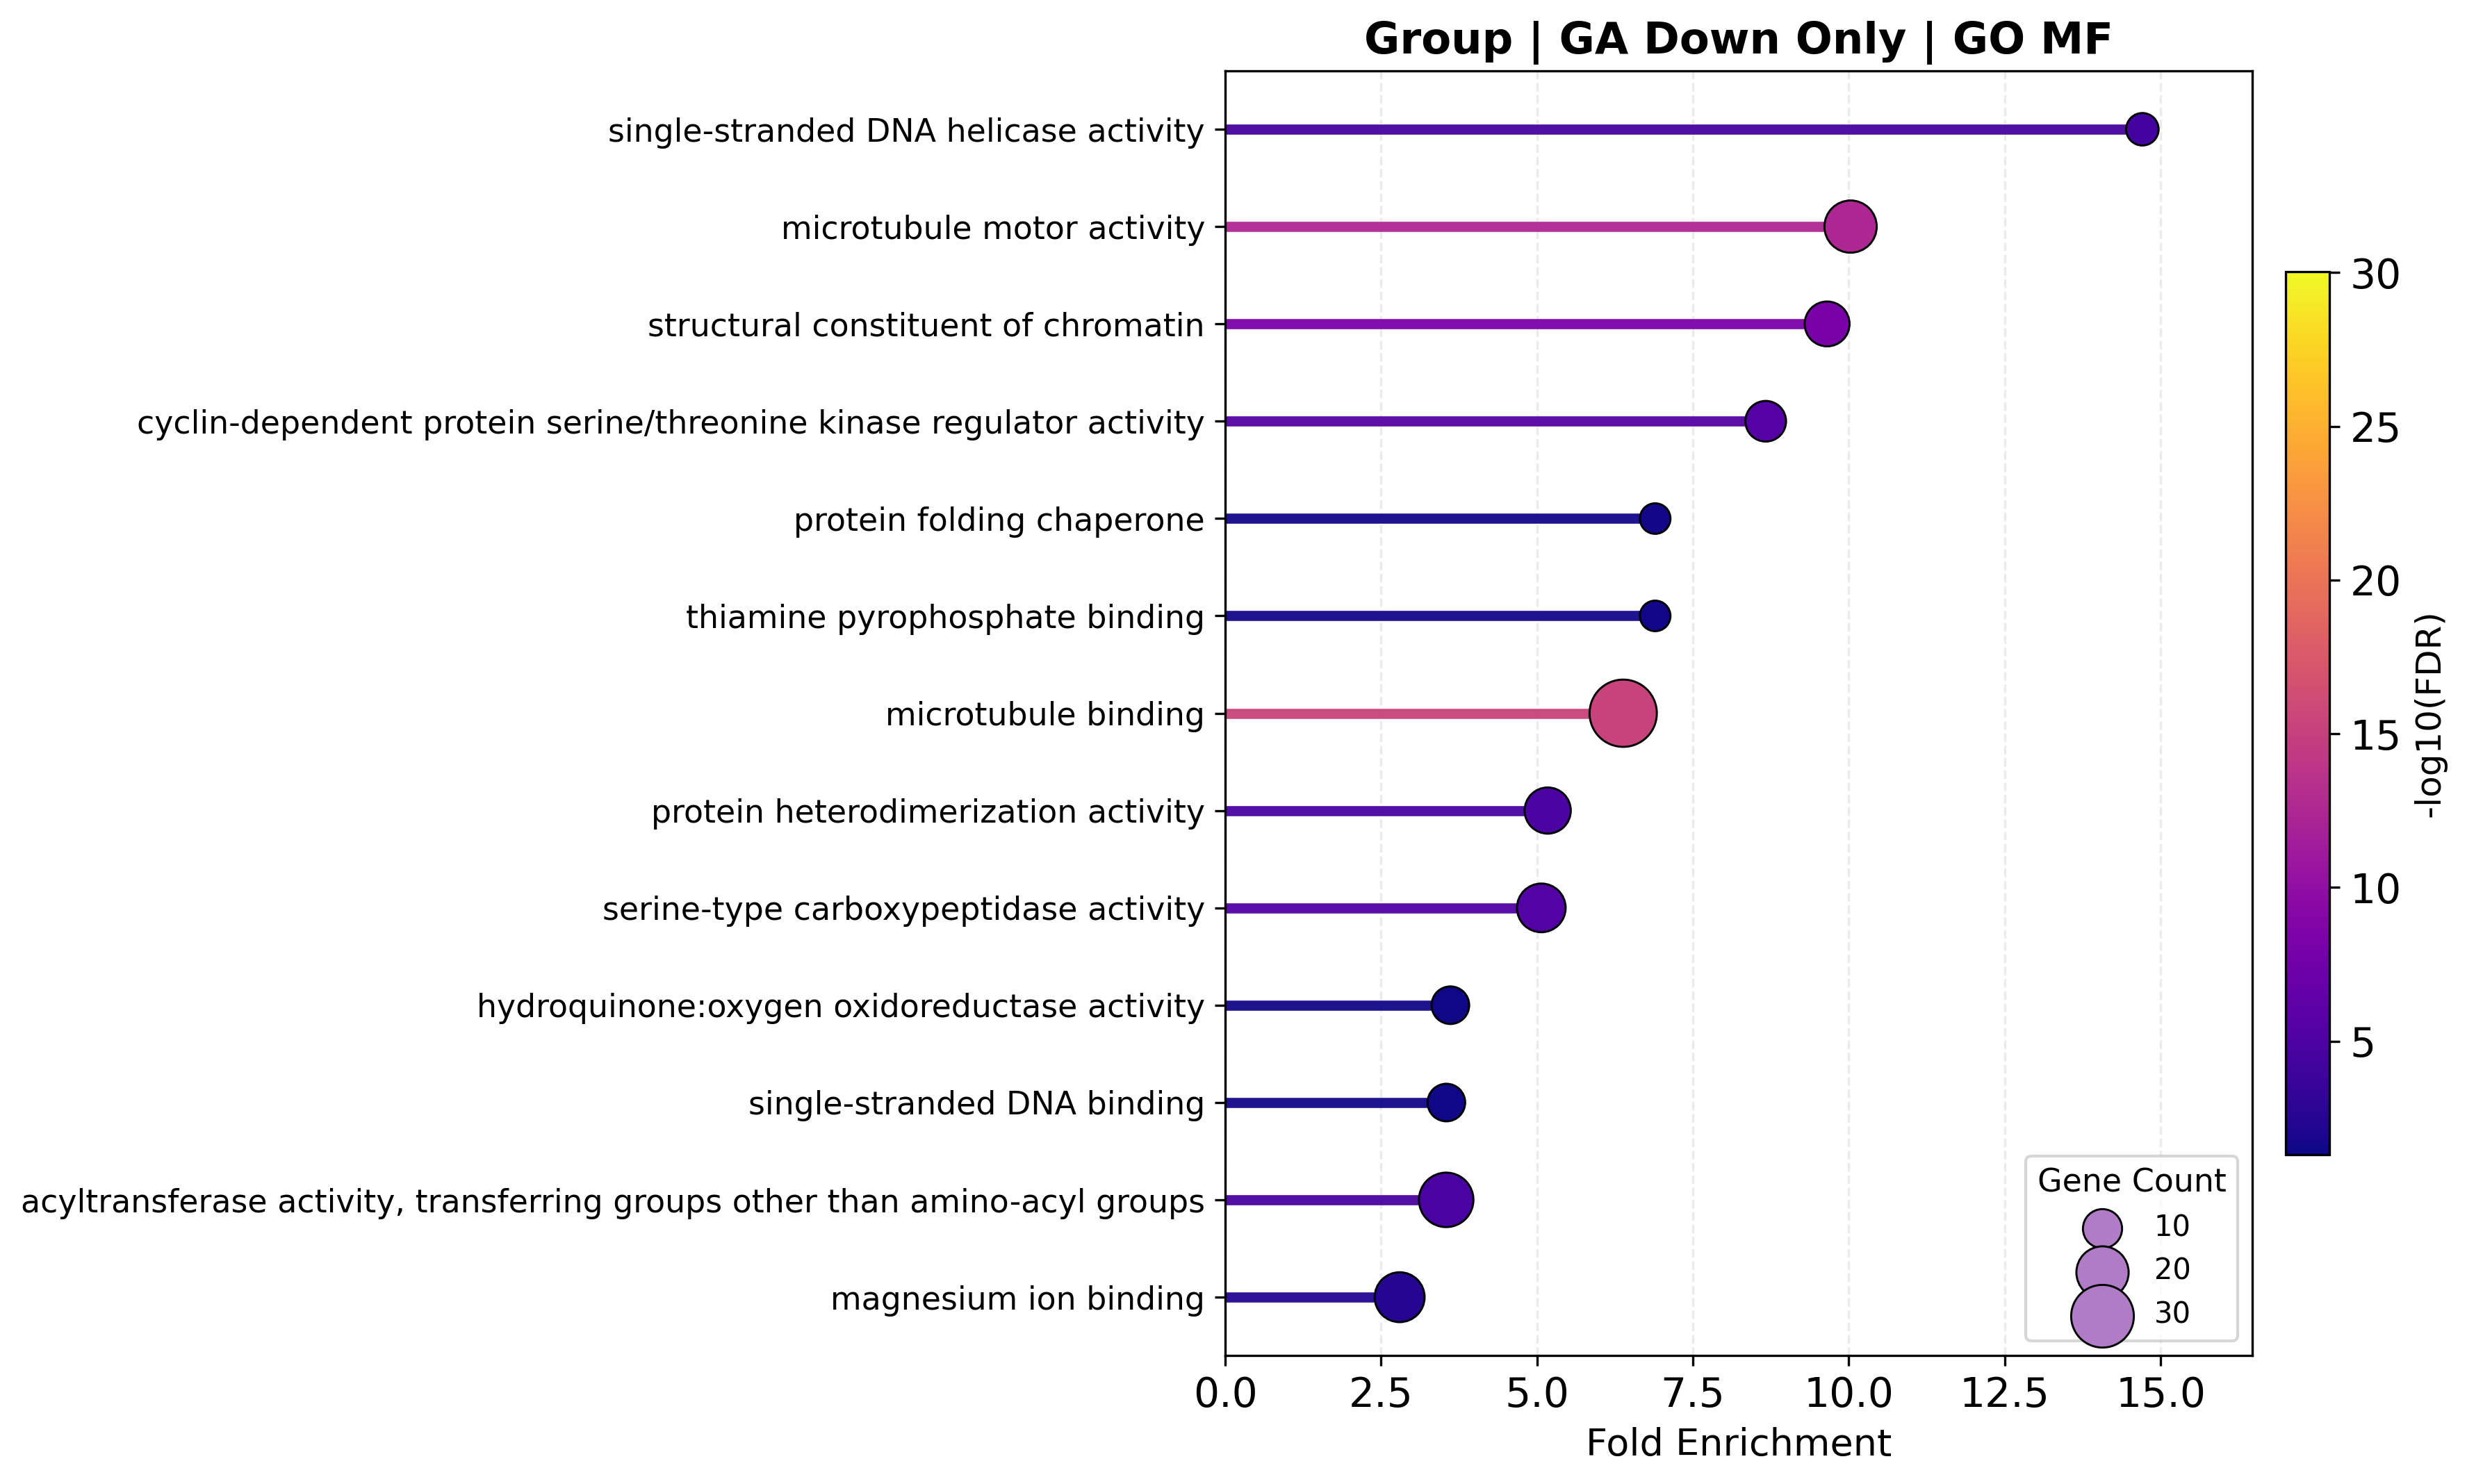 Group | GA Down Only | GO MF
single-stranded DNA helicase activity
microtubule motor activity
structural constituent of chromatin
cyclin-dependent protein serine/threonine kinase regulator activity
protein folding chaperone
thiamine pyrophosphate binding
microtubule binding
protein heterodimerization activity
serine-type carboxypeptidase activity
hydroquinone:oxygen oxidoreductase activity
single-stranded DNA binding
acyltransferase activity, transferring groups other than amino-acyl groups
magnesium ion binding
0.0 2.5 5.0 7.5 10.0 12.5 15.0
Fold Enrichment
Gene Count
10
20
30
30
25
20
15
10
5
-log10(FDR)